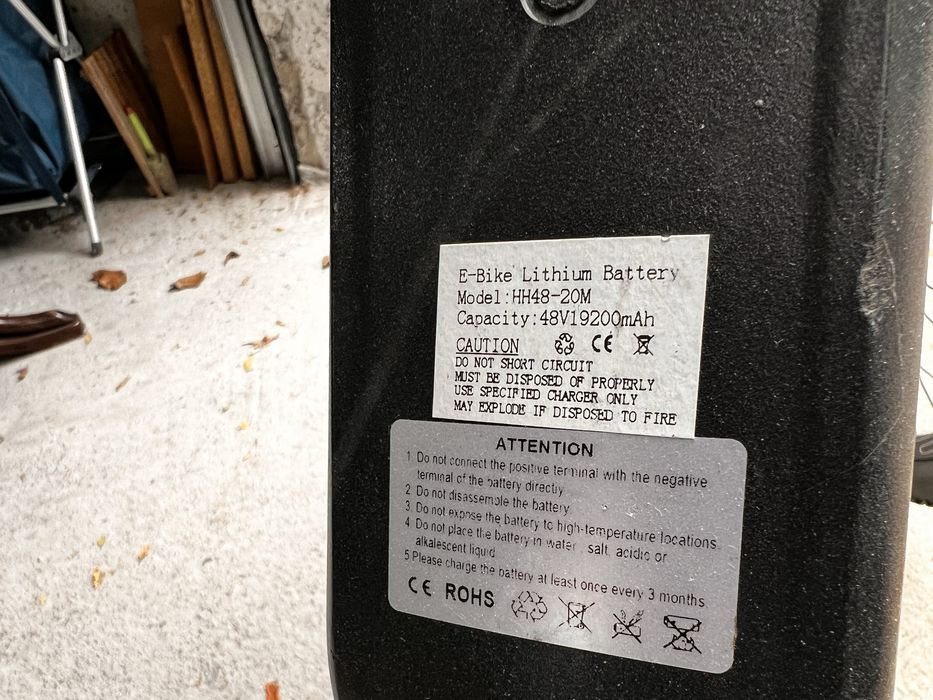 E-Bike Lithium Battery
Model:HH48-20M
Capacity:48V19200mAh
CAUTION CE
DO NOT SHORT CIRCUIT
MUST BE DISPOSED OF PROPERLY
USE SPECIFIED CHARGER ONLY
MAY EXPLODE IF DISPOSED TO FIRE
ATTENTION
1. Do not connect the positive terminal with the negative
terminal of the battery directly
2. Do not disassemble the battery.
3. Do not expose the battery to high-temperature locations.
4 Do not place the battery in water salt, acidic or
alkalescent liquid
5 Please charge the battery at least once every 3 months
CE ROHS